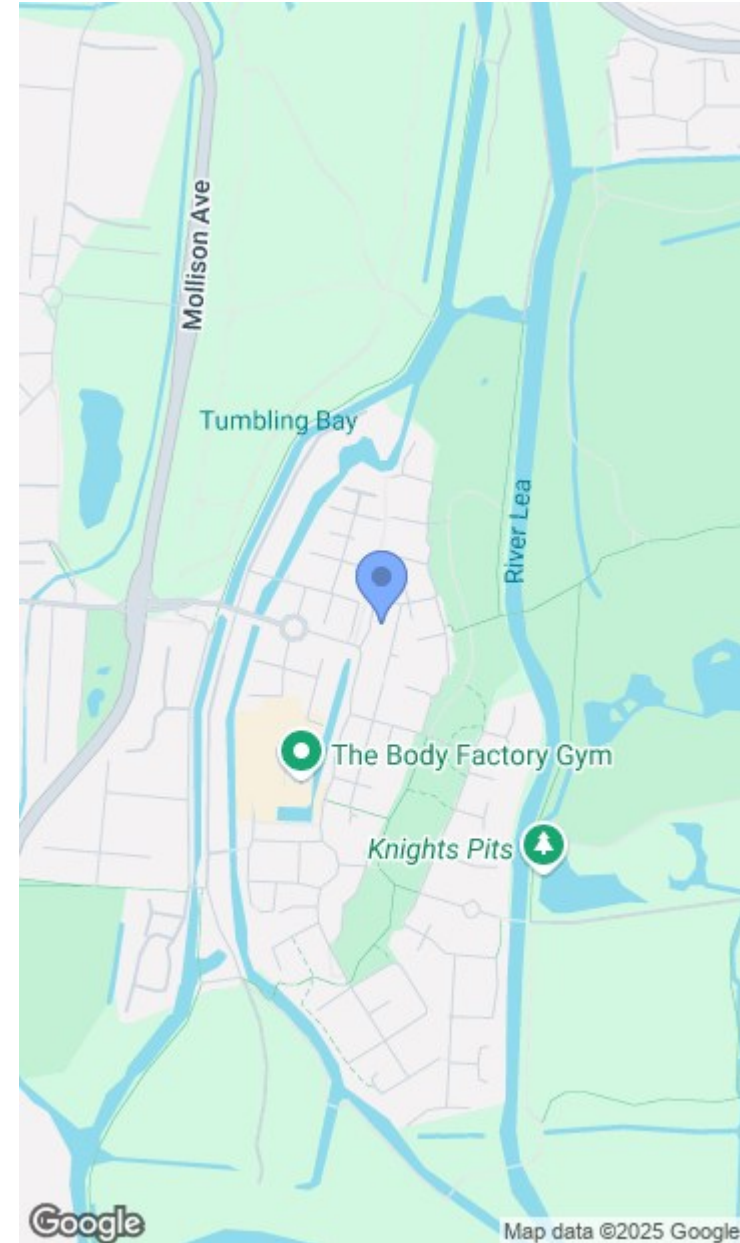 Mollison Ave
Tumbling Bay
River Lea
The Body Factory Gym
Knights Pits
Google
Map data ©2025 Google